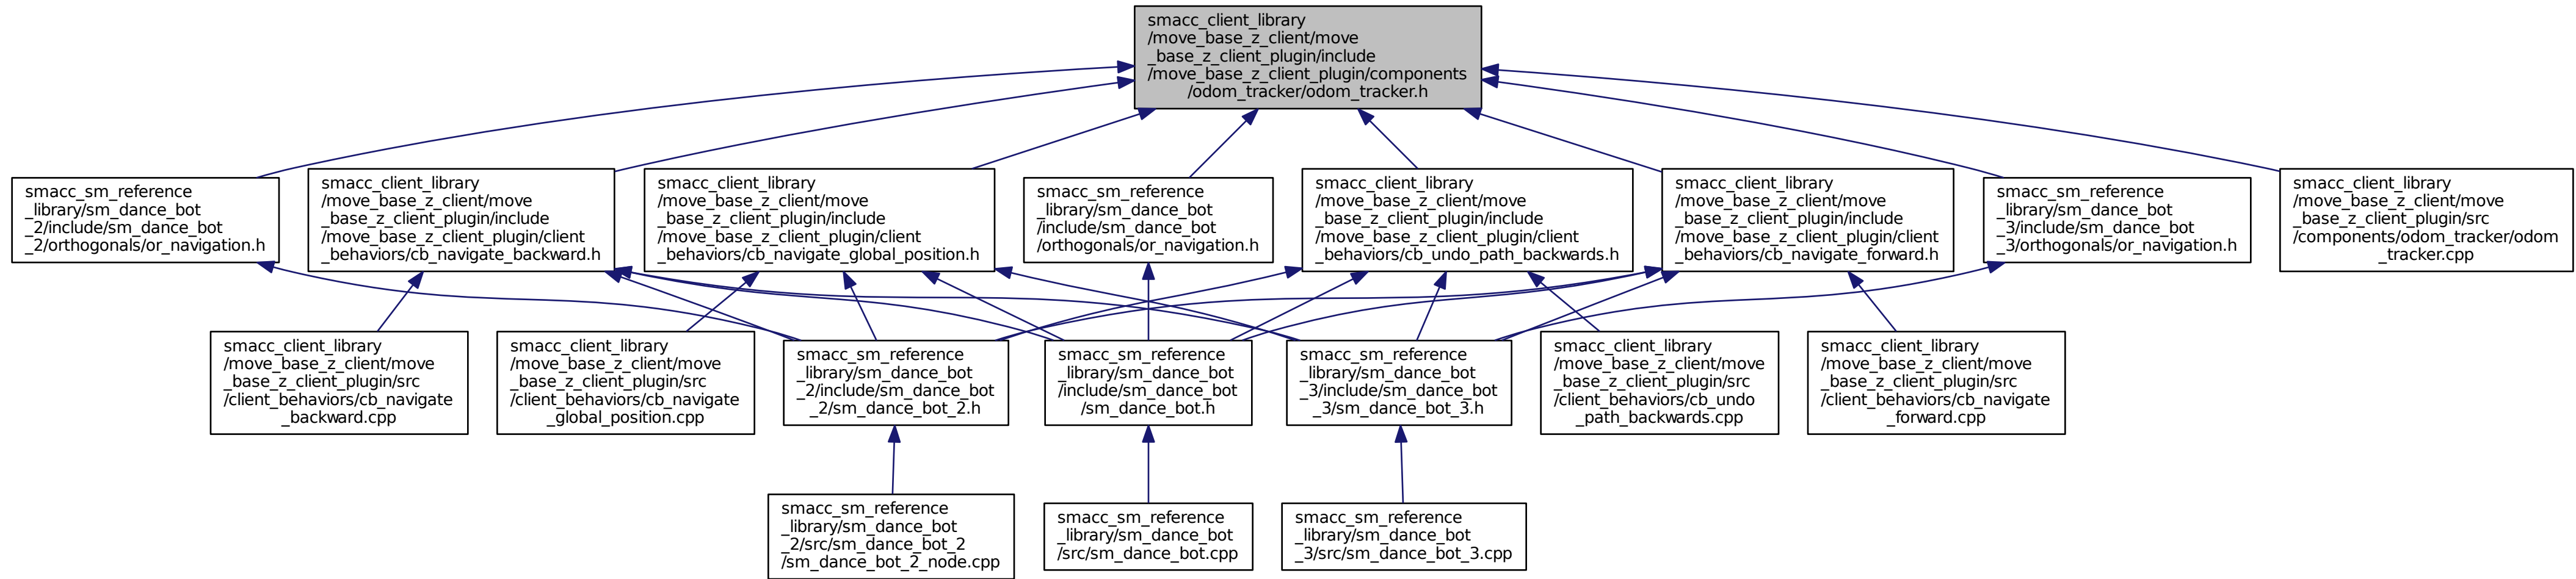 smacc_client_library
/move_base_z_client/move
_base_z_client_plugin/include
/move_base_z_client_plugin/components
/odom_tracker/odom_tracker.h
smacc_sm_reference
_library/sm_dance_bot
_2/include/sm_dance_bot
_2/orthogonals/or_navigation.h
smacc_client_library
/move_base_z_client/move
_base_z_client_plugin/include
/move_base_z_client_plugin/client
_behaviors/cb_navigate_backward.h
smacc_client_library
/move_base_z_client/move
_base_z_client_plugin/include
/move_base_z_client_plugin/client
_behaviors/cb_navigate_global_position.h
smacc_sm_reference
_library/sm_dance_bot
/include/sm_dance_bot
/orthogonals/or_navigation.h
smacc_client_library
/move_base_z_client/move
_base_z_client_plugin/include
/move_base_z_client_plugin/client
_behaviors/cb_undo_path_backwards.h
smacc_client_library
/move_base_z_client/move
_base_z_client_plugin/include
/move_base_z_client_plugin/client
_behaviors/cb_navigate_forward.h
smacc_sm_reference
_library/sm_dance_bot
_3/include/sm_dance_bot
_3/orthogonals/or_navigation.h
smacc_client_library
/move_base_z_client/move
_base_z_client_plugin/src
/components/odom_tracker/odom
_tracker.cpp
smacc_client_library
/move_base_z_client/move
_base_z_client_plugin/src
/client_behaviors/cb_navigate
_backward.cpp
smacc_client_library
/move_base_z_client/move
_base_z_client_plugin/src
/client_behaviors/cb_navigate
_global_position.cpp
smacc_sm_reference
_library/sm_dance_bot
_2/include/sm_dance_bot
_2/sm_dance_bot_2.h
smacc_sm_reference
_library/sm_dance_bot
/include/sm_dance_bot
/sm_dance_bot.h
smacc_sm_reference
_library/sm_dance_bot
_3/include/sm_dance_bot
_3/sm_dance_bot_3.h
smacc_client_library
/move_base_z_client/move
_base_z_client_plugin/src
/client_behaviors/cb_undo
_path_backwards.cpp
smacc_client_library
/move_base_z_client/move
_base_z_client_plugin/src
/client_behaviors/cb_navigate
_forward.cpp
smacc_sm_reference
_library/sm_dance_bot
_2/src/sm_dance_bot_2
/sm_dance_bot_2_node.cpp
smacc_sm_reference
_library/sm_dance_bot
/src/sm_dance_bot.cpp
smacc_sm_reference
_library/sm_dance_bot
_3/src/sm_dance_bot_3.cpp